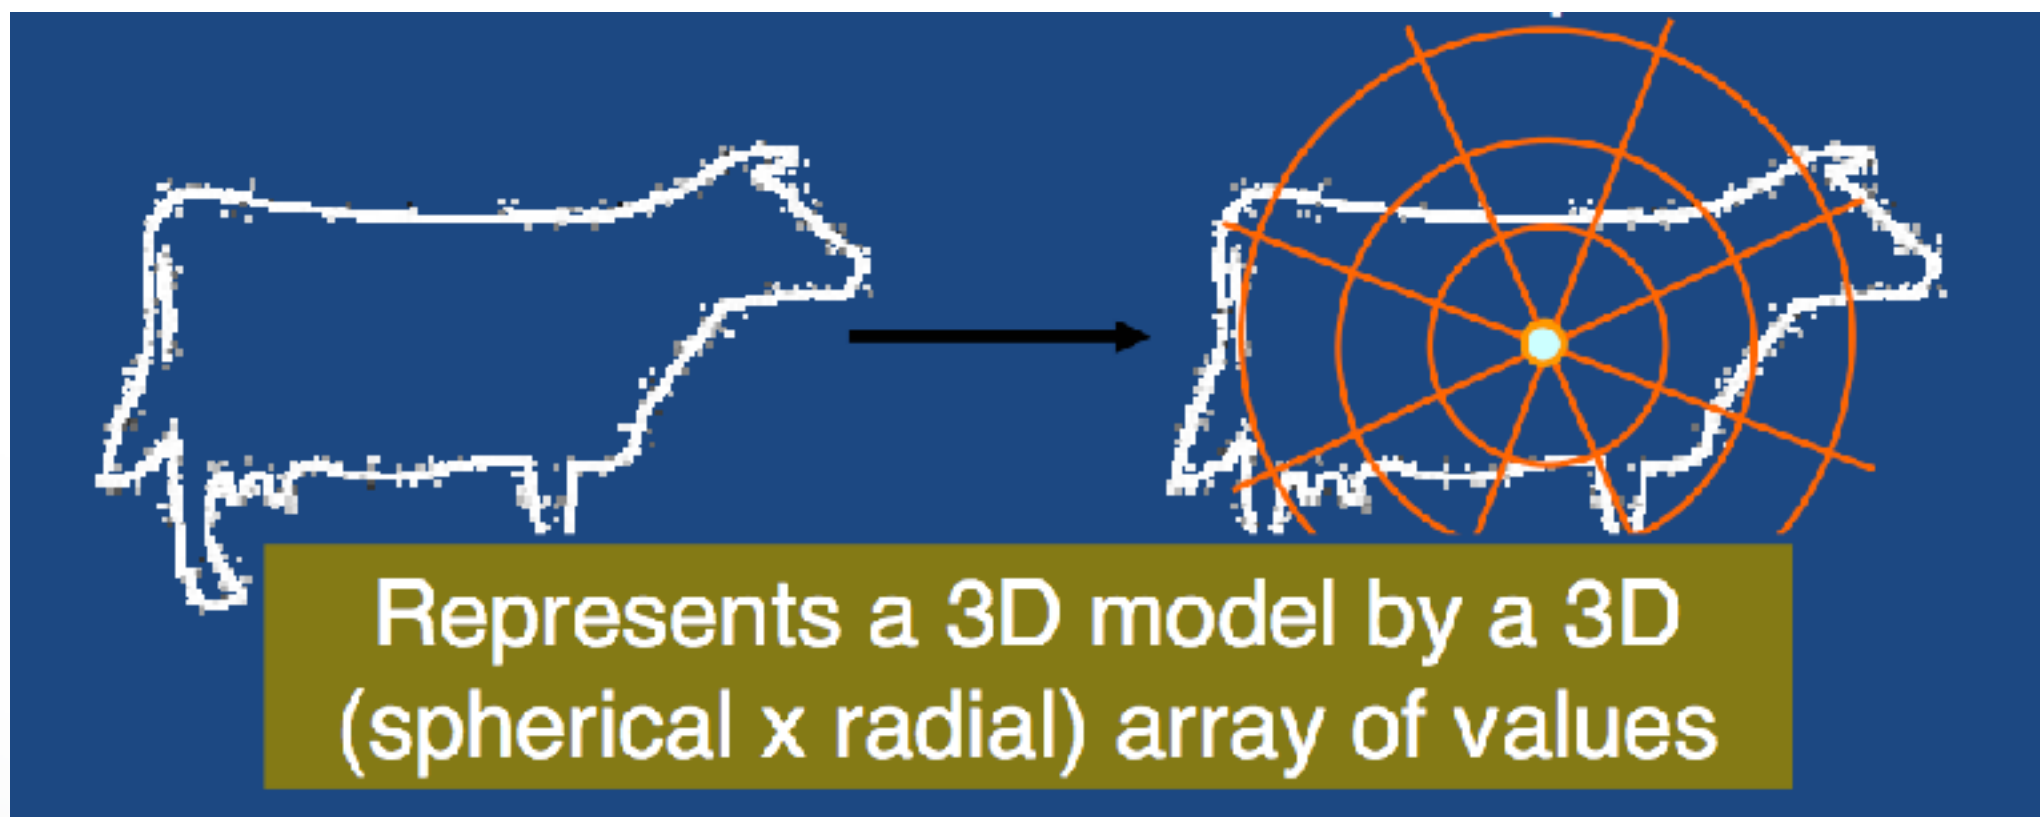 Represents a 3D model by a 3D
(spherical x radial) array of values